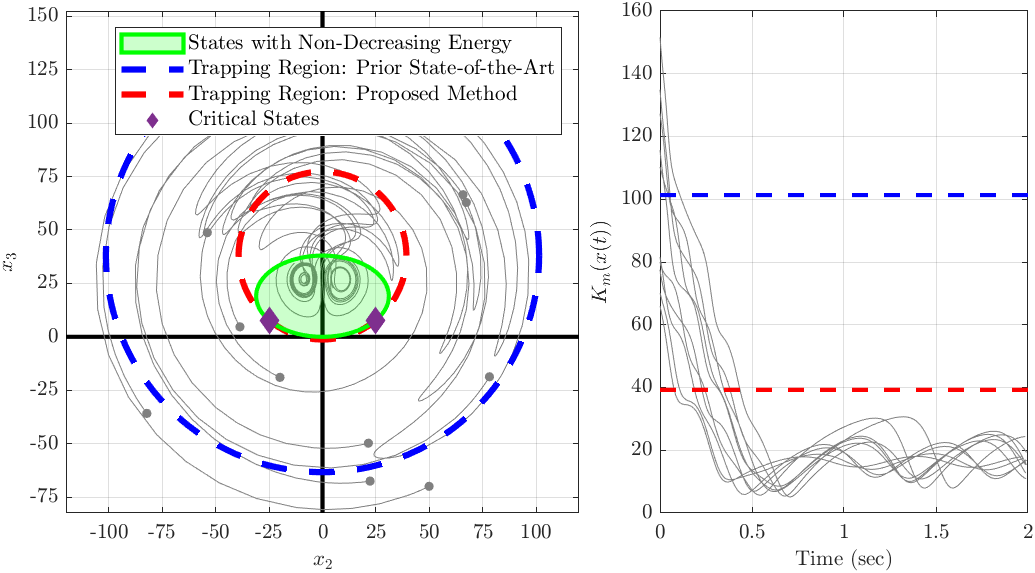 States with Non-Decreasing Energy
Trapping Region: Prior State-of-the-Art
Trapping Region: Proposed Method
Critical States
150
125
100
75
50
25
0
-25
-50
-75
-100 -75 -50 -25 0 25 50 75 100
x₂
x₃
160
140
120
100
80
60
40
20
0
0 0.5 1 1.5 2
Time (sec)
Kₘ(x(t))